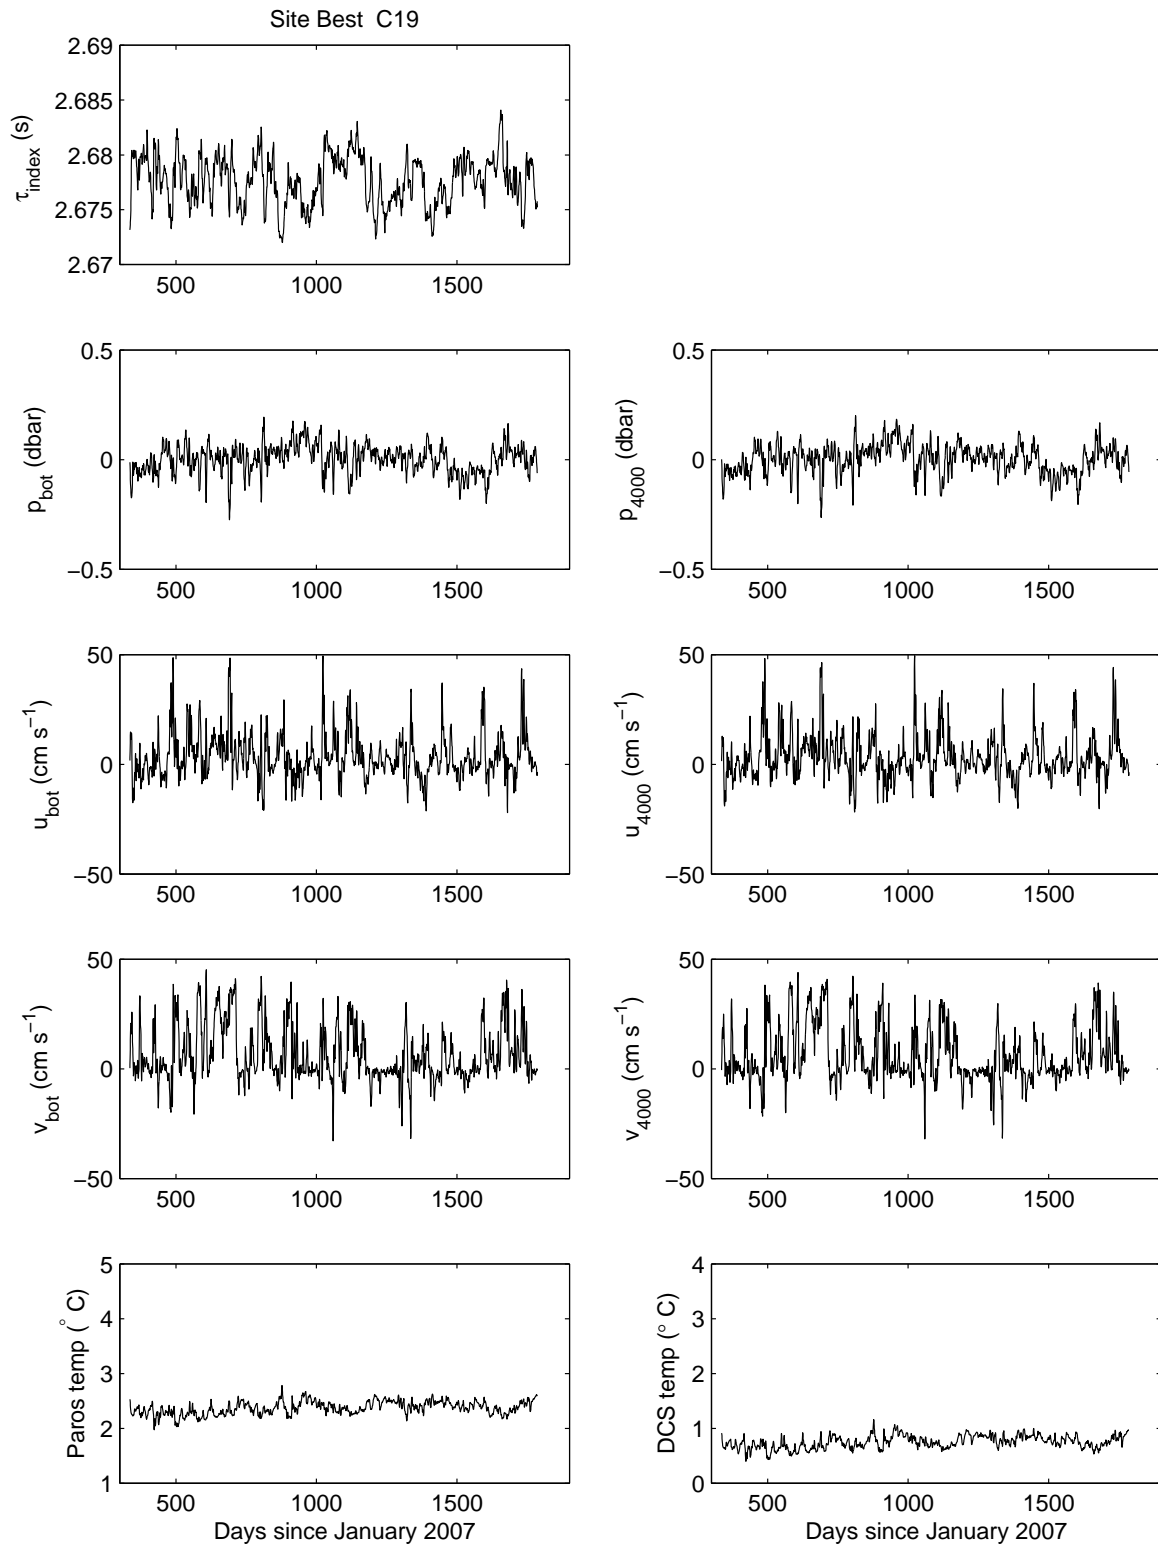 Site Best C19
2.69
2.685
2.68
2.675
2.67
τindex (s)
500 1000 1500
0.5
0
−0.5
pbot (dbar)
500 1000 1500
0.5
0
−0.5
p4000 (dbar)
500 1000 1500
50
0
−50
ubot (cm s−1)
500 1000 1500
50
0
−50
u4000 (cm s−1)
500 1000 1500
50
0
−50
vbot (cm s−1)
500 1000 1500
50
0
−50
v4000 (cm s−1)
500 1000 1500
5
4
3
2
1
Paros temp (° C)
500 1000 1500
Days since January 2007
4
3
2
1
0
DCS temp (° C)
500 1000 1500
Days since January 2007